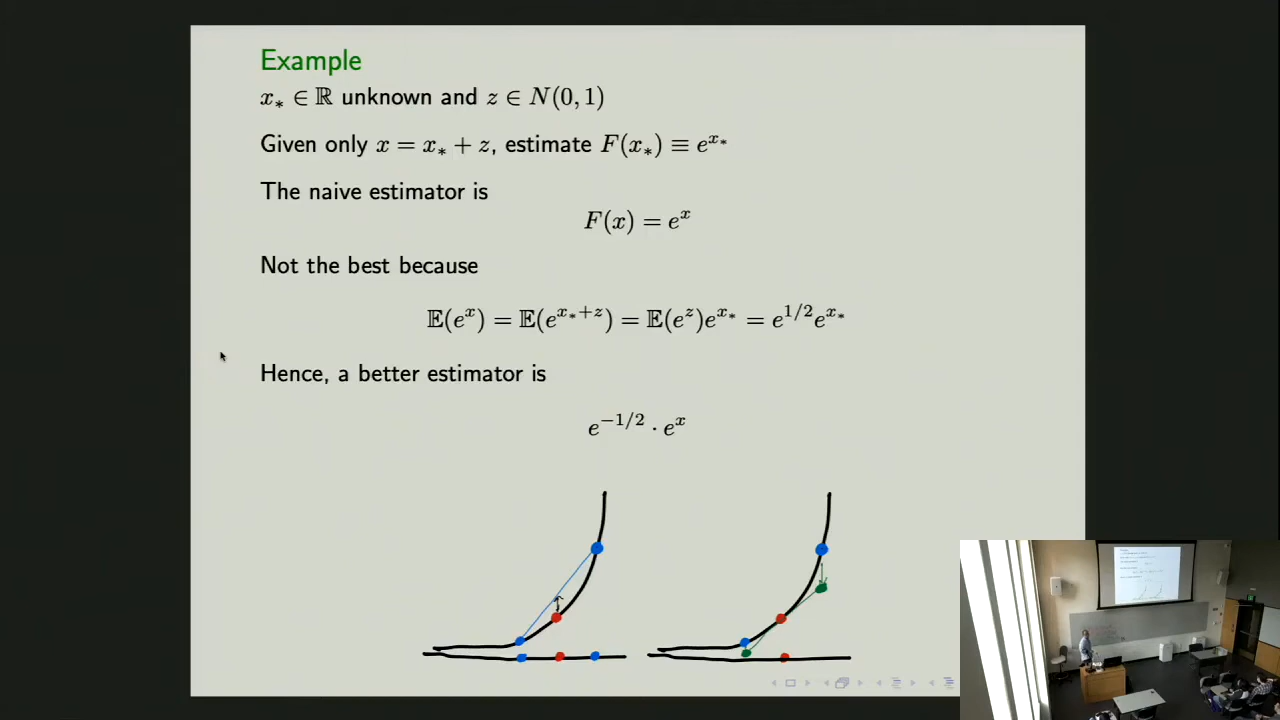 Example
x_* ∈ ℝ unknown and z ∈ N(0, 1)
Given only x = x_* + z, estimate F(x_*) ≡ e^{x_*}
The naive estimator is
F(x) = e^x
Not the best because
𝔼(e^x) = 𝔼(e^{x_*+z}) = 𝔼(e^z)e^{x_*} = e^{1/2}e^{x_*}
Hence, a better estimator is
e^{−1/2} · e^x